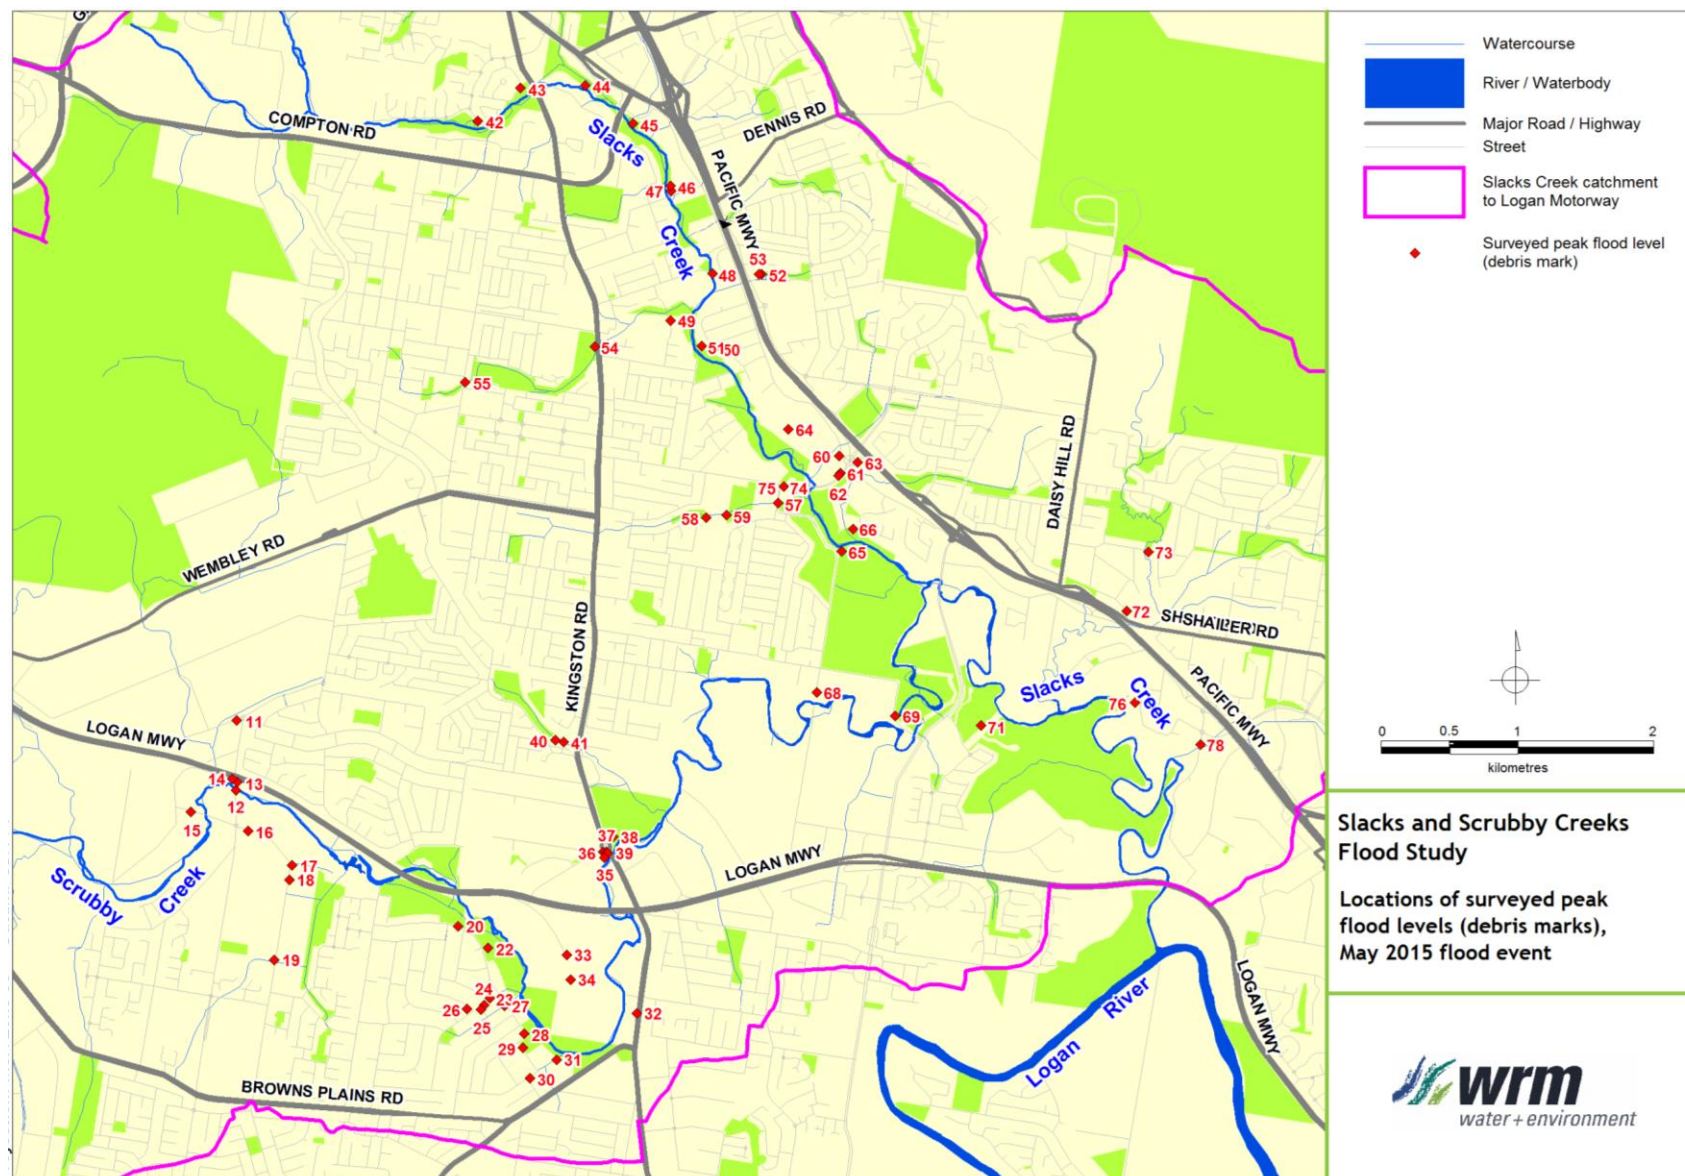 COMPTON RD
43
44
42
45
Slacks
DENNIS RD
47
46
PACIFIC MWY
Creek
48
53
52
49
54
51
50
55
64
60
63
61
62
75
74
57
58
59
66
65
DAISY HILL RD
73
72
WEMBLEY RD
KINGSTON RD
PACIFIC MWY
Slacks
Creek
68
69
71
76
78
LOGAN MWY
11
14
13
12
15
16
40
41
17
18
Scrubby
Creek
37
38
36
39
35
LOGAN MWY
20
22
33
34
19
24
23
26
27
25
32
28
29
31
30
BROWNS PLAINS RD
Logan
River
LOGAN MWY
Watercourse
River / Waterbody
Major Road / Highway
Street
Slacks Creek catchment
to Logan Motorway
Surveyed peak flood level
(debris mark)
0 0.5 1 2
kilometres
Slacks and Scrubby Creeks
Flood Study
Locations of surveyed peak
flood levels (debris marks),
May 2015 flood event
wrm
water+environment